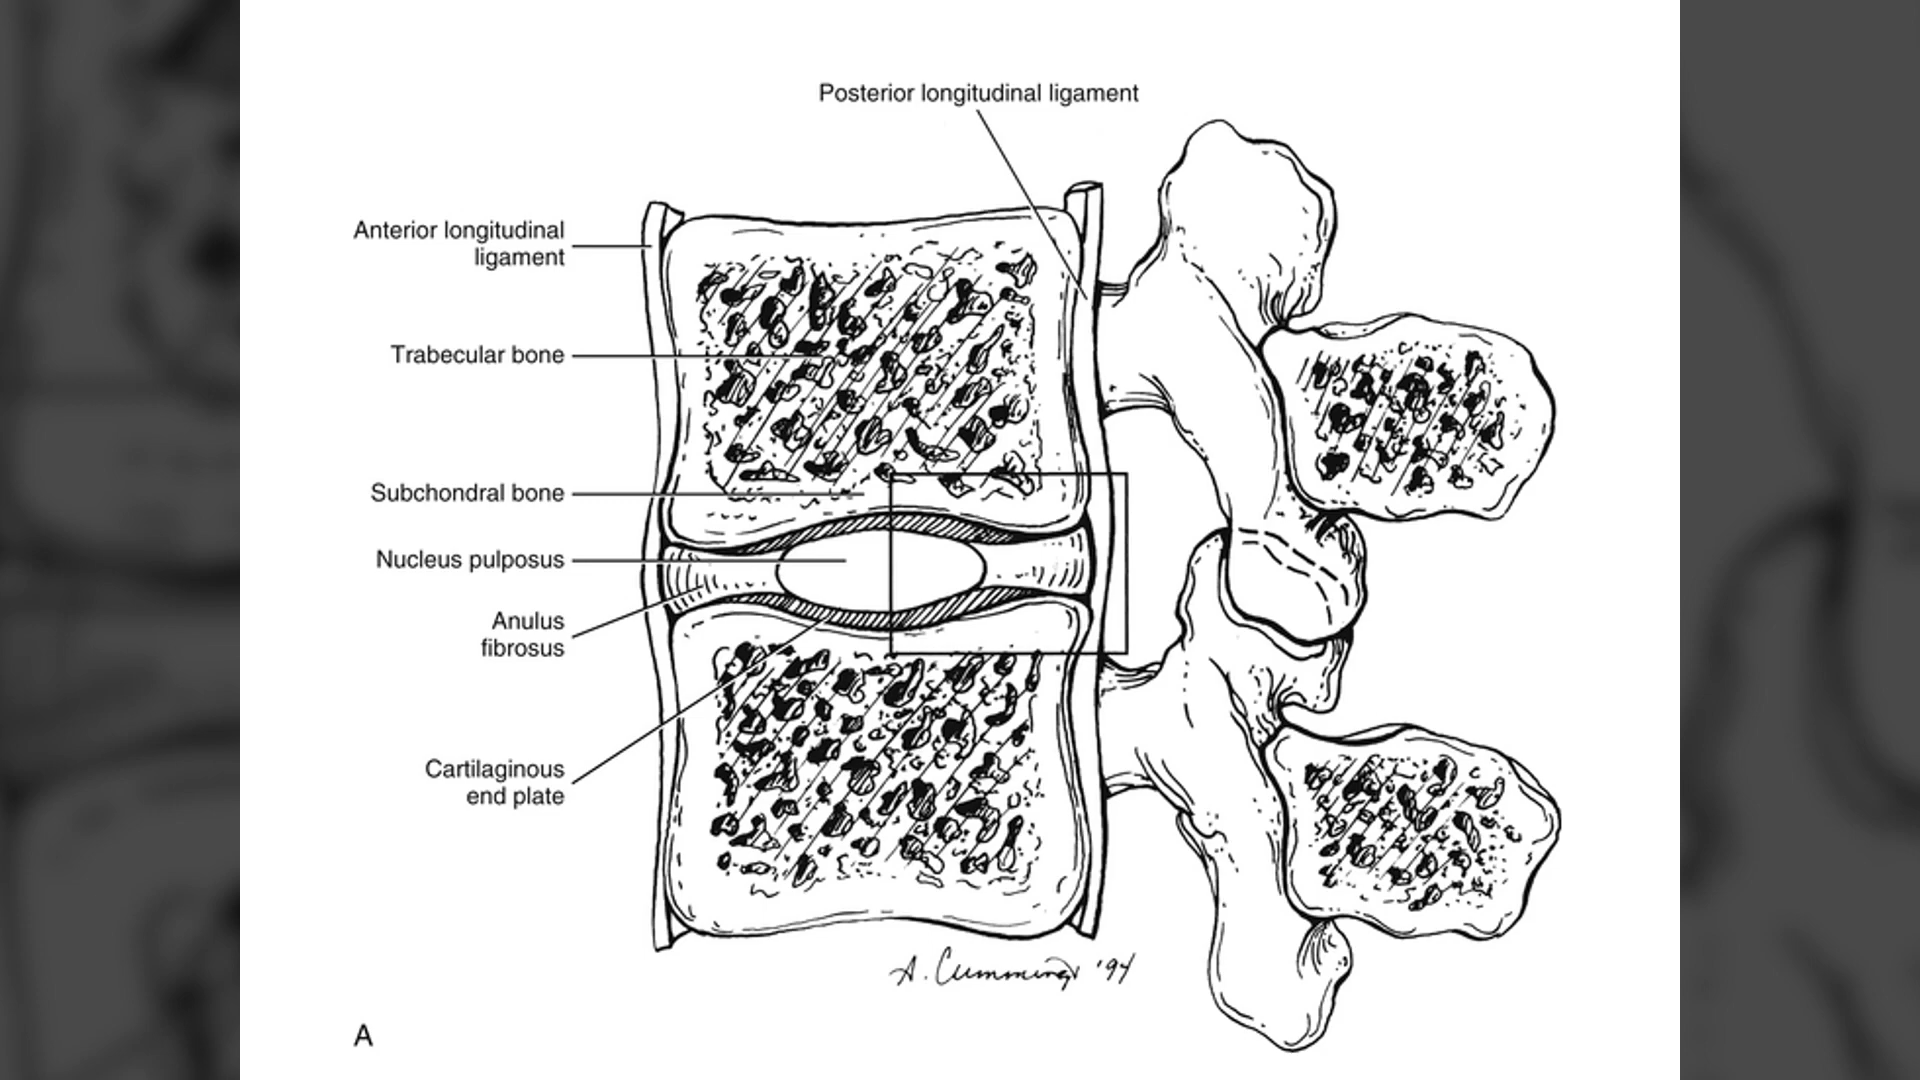 Posterior longitudinal ligament
Anterior longitudinal
ligament
Trabecular bone
Subchondral bone
Nucleus pulposus
Anulus
fibrosus
Cartilaginous
end plate
A. Cummings '94
A